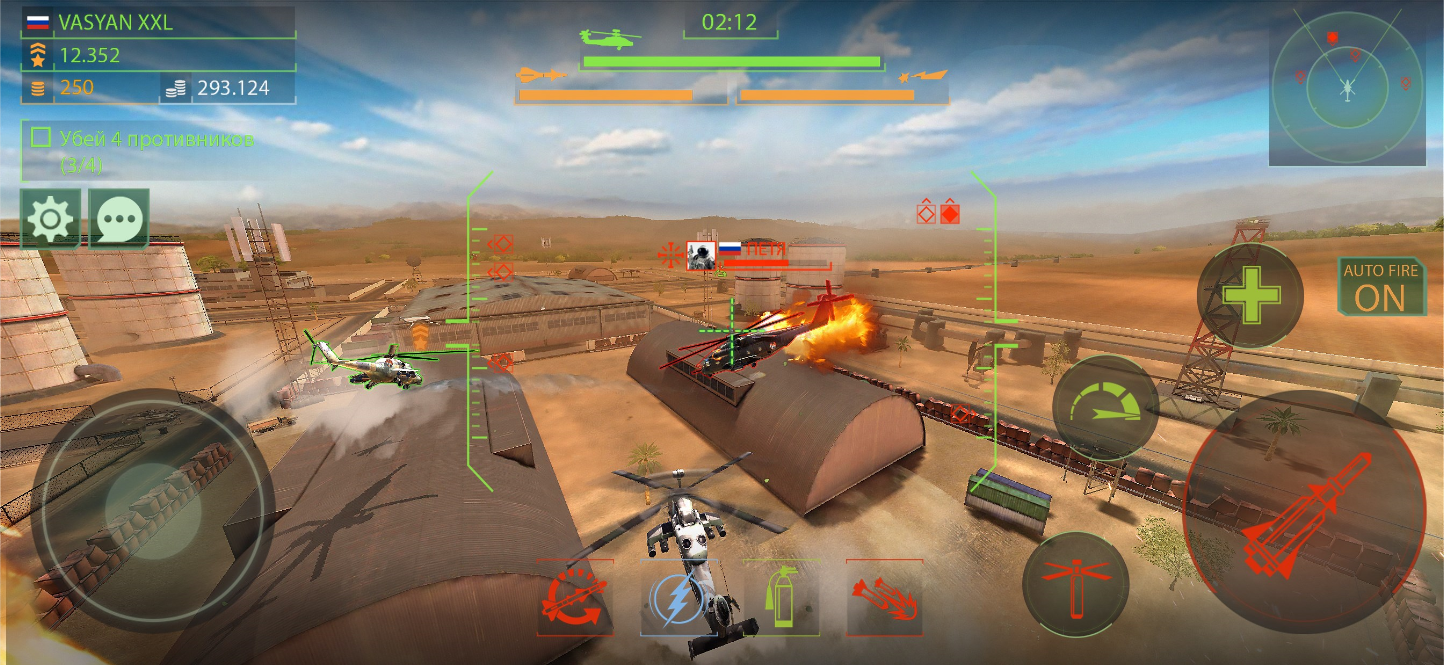 VASYAN XXL
12.352
250
293.124
Убей 4 противников
(3/4)
02:12
ПЕТЯ
AUTO FIRE
ON